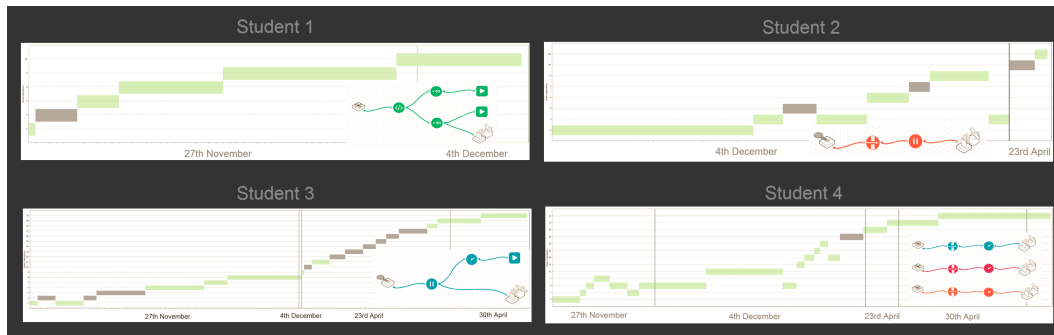 Student 1
27th November
4th December
Student 2
4th December
23rd April
Student 3
27th November
4th December
23rd April
30th April
Student 4
27th November
4th December
23rd April
30th April